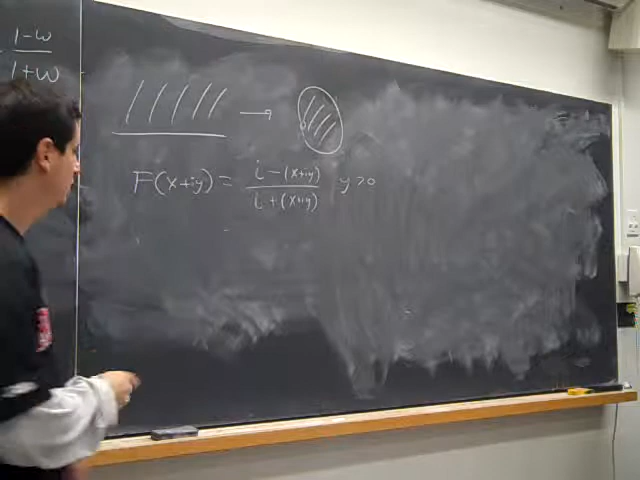 1-w
1+w
F(x+iy) = i-(x+iy) / i+(x+iy) y>0